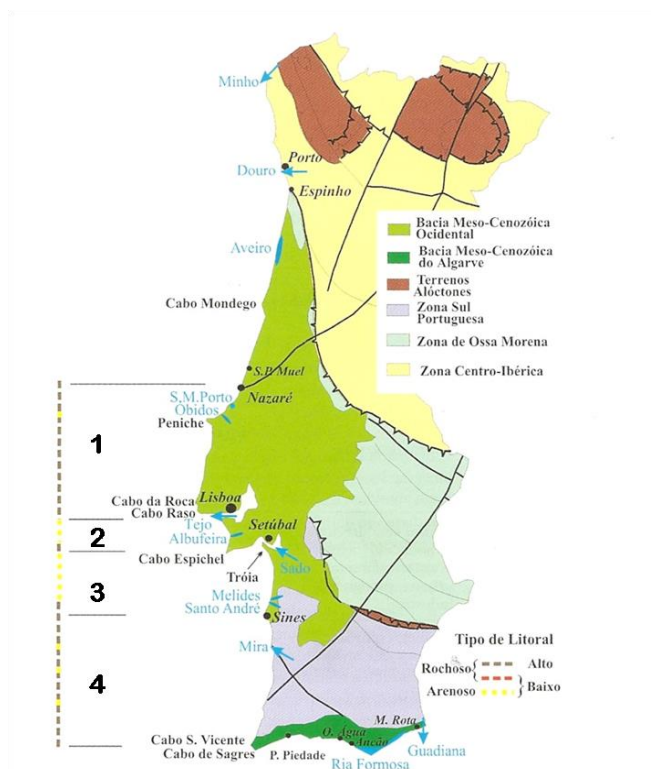 Minho
Porto
Douro
Espinho
Aveiro
Cabo Mondego
S.P. Muel
S.M.Porto
Óbidos
Nazaré
Peniche
1
Cabo da Roca
Lisboa
Cabo Raso
Tejo
Albufeira
Setúbal
2
Cabo Espichel
Tróia
Sado
3
Melides
Santo André
Sines
Mira
4
M. Rota
O. Água
Ancão
Cabo S. Vicente
Cabo de Sagres
P. Piedade
Ria Formosa
Guadiana
Bacia Meso-Cenozóica
Ocidental
Bacia Meso-Cenozóica
do Algarve
Terrenos
Alóctones
Zona Sul
Portuguesa
Zona de Ossa Morena
Zona Centro-Ibérica
Tipo de Litoral
Rochoso
Alto
Arenoso
Baixo